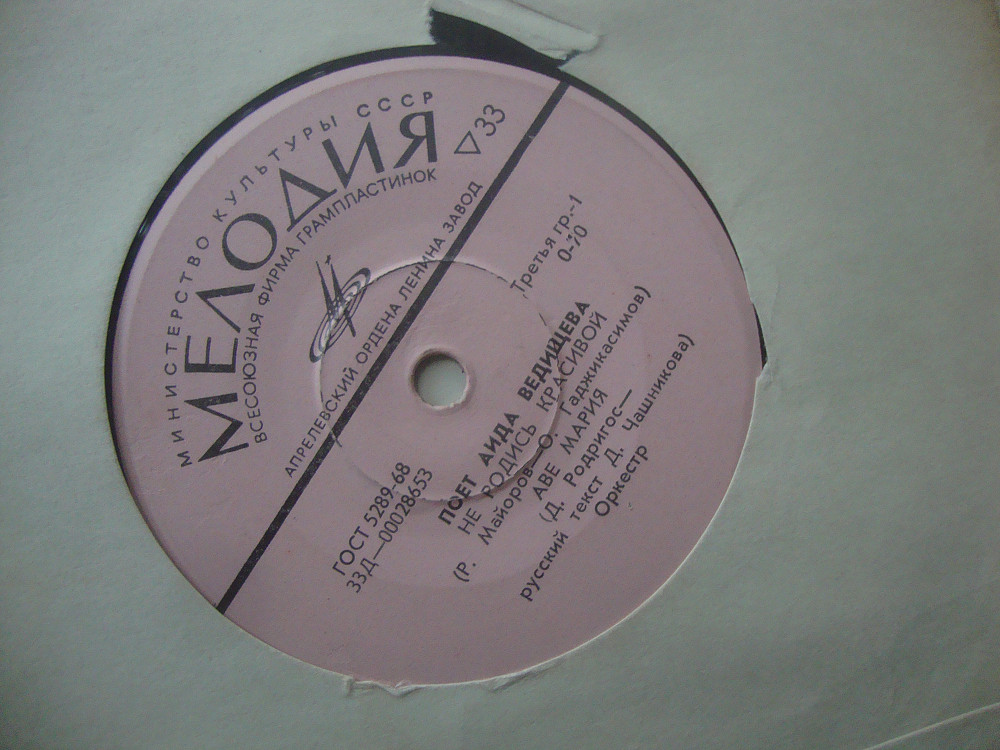 МИНИСТЕРСТВО КУЛЬТУРЫ СССР
МЕЛОДИЯ
ВСЕСОЮЗНАЯ ФИРМА ГРАМПЛАСТИНОК
АПРЕЛЕВСКИЙ ОРДЕНА ЛЕНИНА ЗАВОД
33
Третья гр.-1
0-70
ГОСТ 5289-68
33Д—00028653
ПОЕТ АИДА ВЕДИЩЕВА
НЕ РОДИСЬ КРАСИВОЙ
(Р. Майоров—О. Гаджикасимов)
АВЕ МАРИЯ
(Д. Родригос—
русский текст Д. Чашникова)
Оркестр